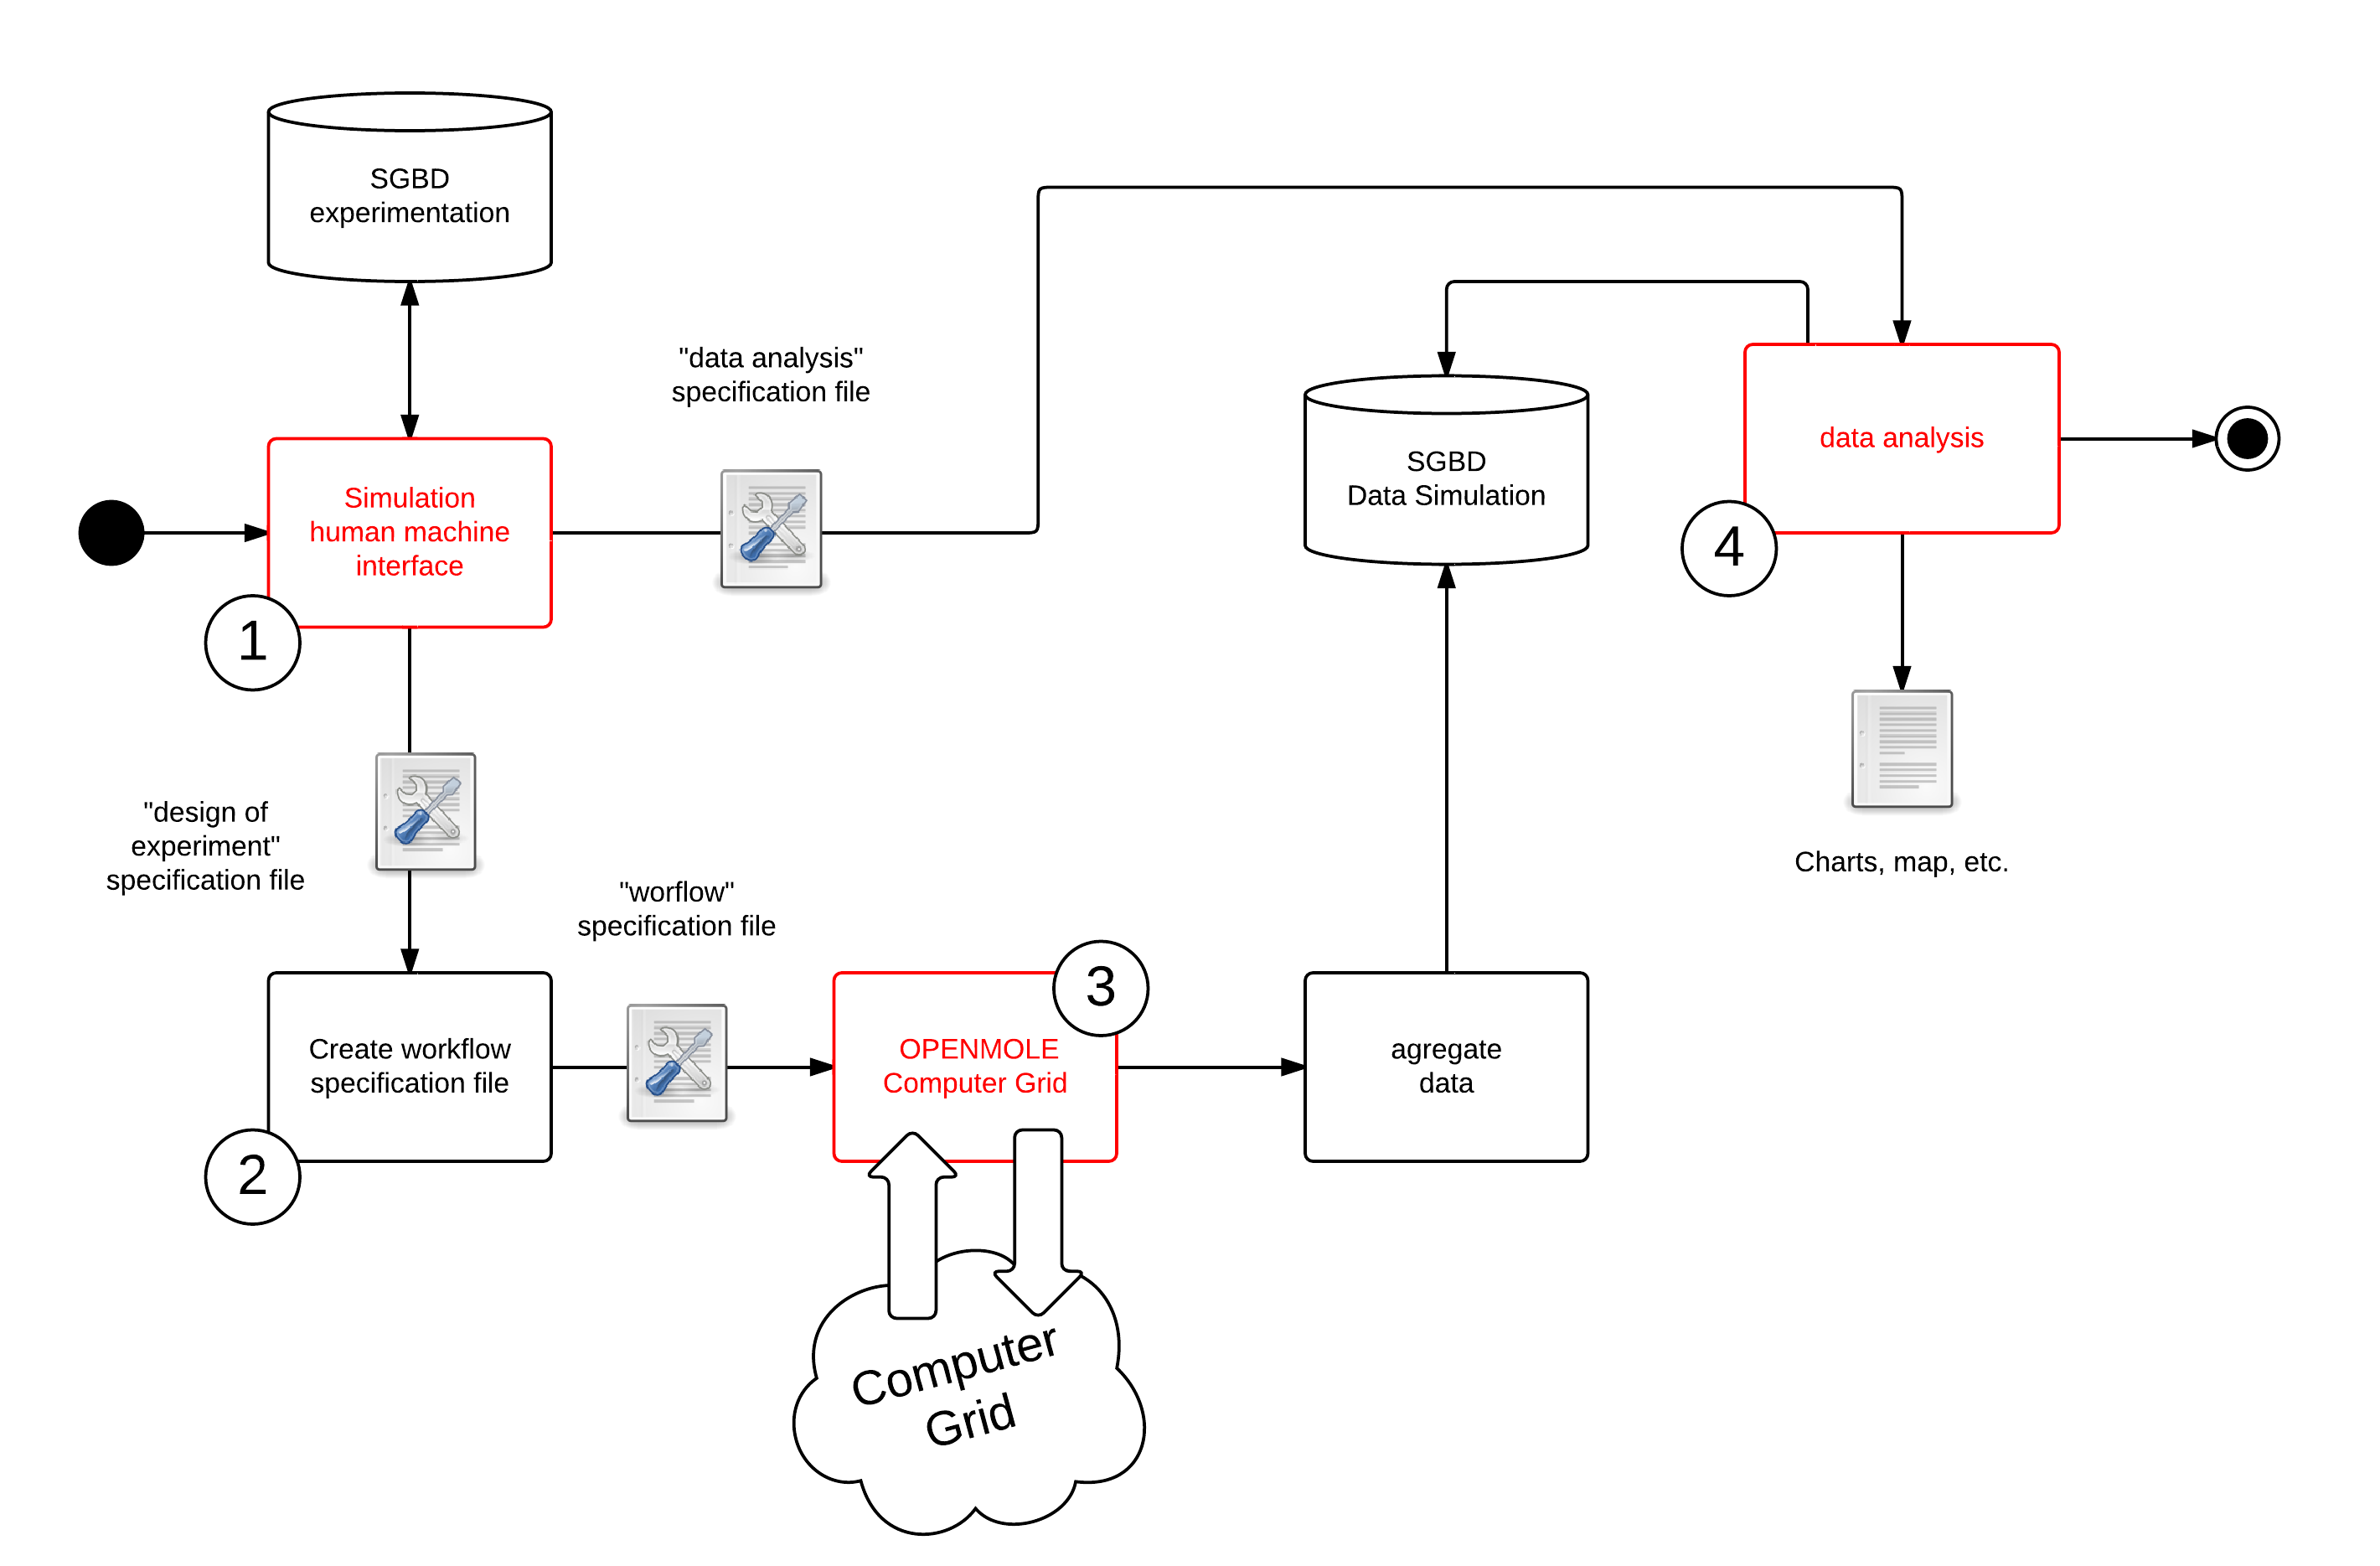 SGBD
experimentation
"data analysis"
specification file
Simulation
human machine
interface
1
SGBD
Data Simulation
data analysis
4
"design of
experiment"
specification file
Charts, map, etc.
"worflow"
specification file
Create workflow
specification file
2
3
OPENMOLE
Computer Grid
agregate
data
Computer
Grid